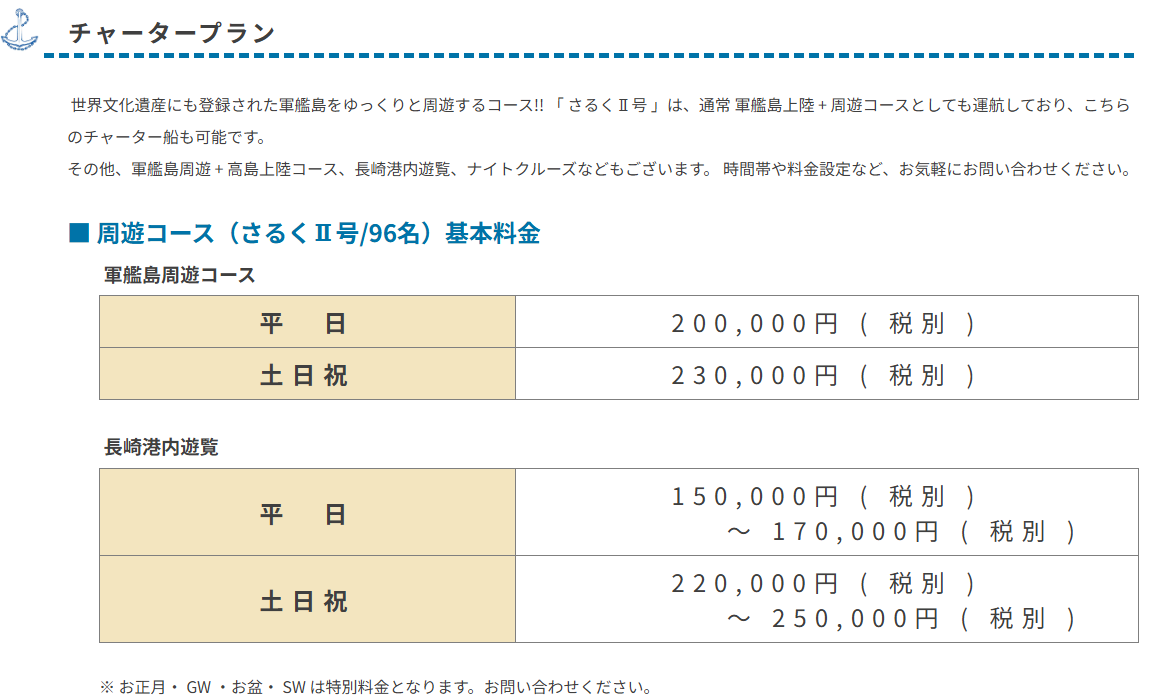 チャータープラン
世界文化遺産にも登録された軍艦島をゆっくりと周遊するコース!! 「 さるくⅡ号 」は、通常 軍艦島上陸 + 周遊コースとしても運航しており、こちら
のチャーター船も可能です。
その他、軍艦島周遊 + 高島上陸コース、長崎港内遊覧、ナイトクルーズなどもございます。 時間帯や料金設定など、お気軽にお問い合わせください。
■ 周遊コース（さるくⅡ号/96名）基本料金
軍艦島周遊コース
平　日 200,000円 ( 税別 )
土日祝 230,000円 ( 税別 )
長崎港内遊覧
平　日 150,000円 ( 税別 )
～ 170,000円 ( 税別 )
土日祝 220,000円 ( 税別 )
～ 250,000円 ( 税別 )
※ お正月・ GW ・お盆・ SW は特別料金となります。お問い合わせください。